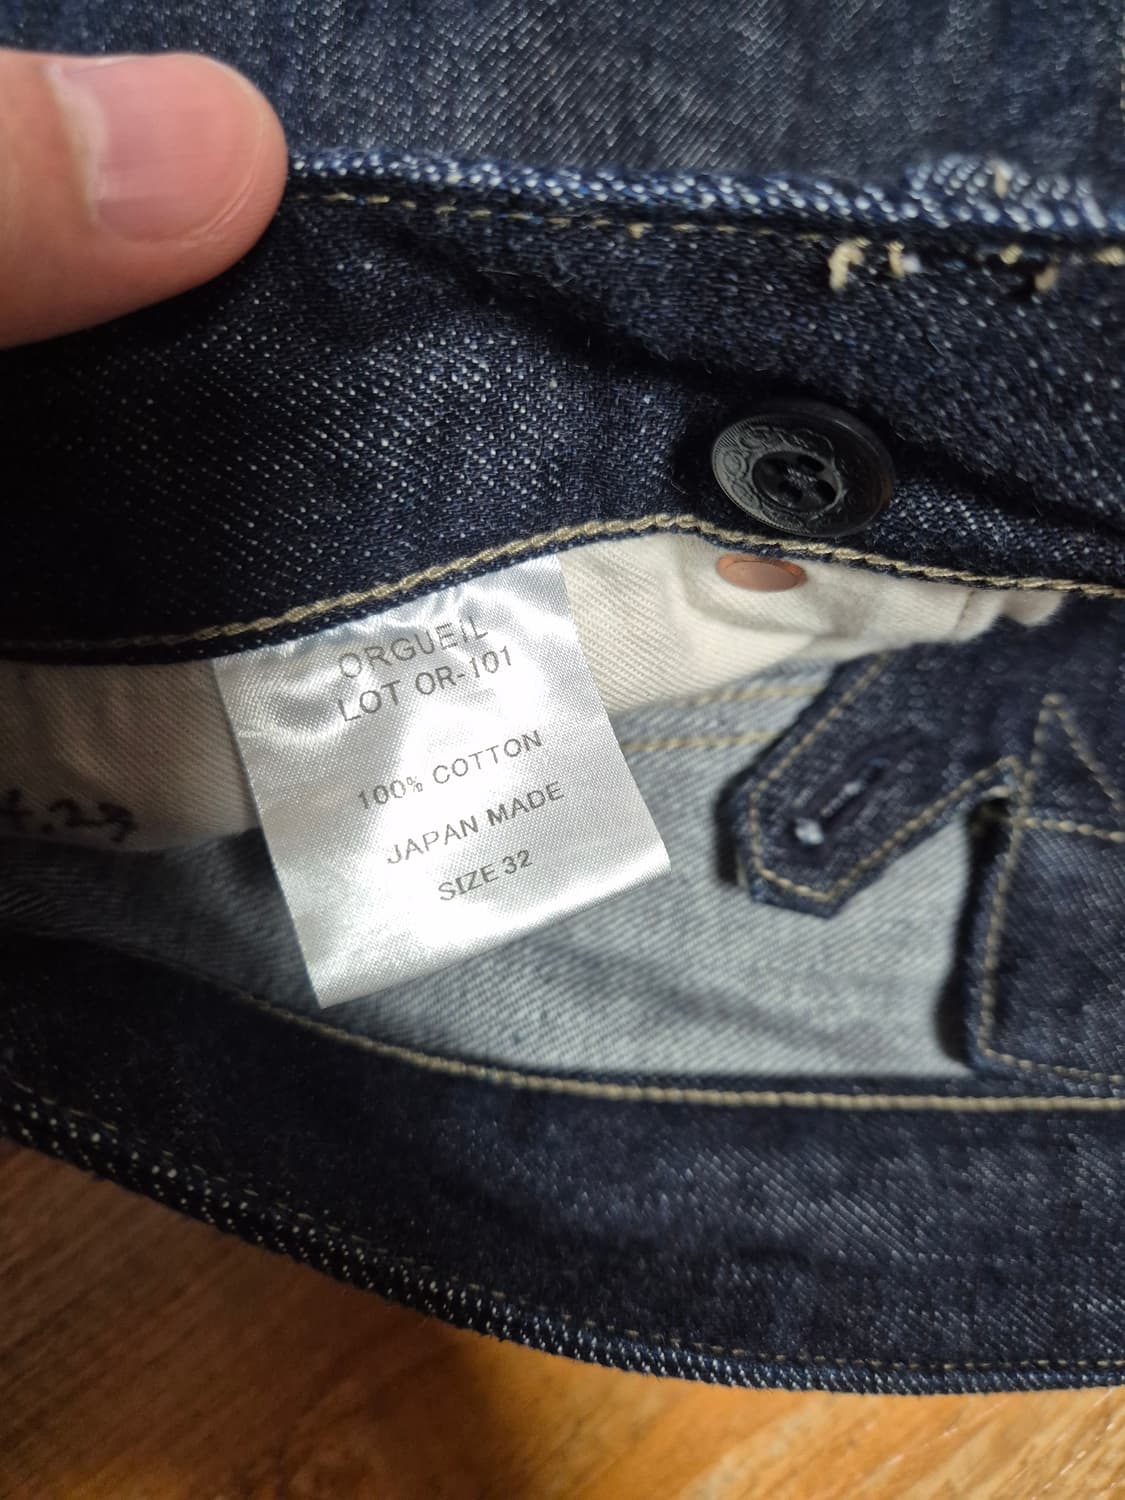 ORGUEIL
LOT OR-101
100% COTTON
JAPAN MADE
SIZE 32